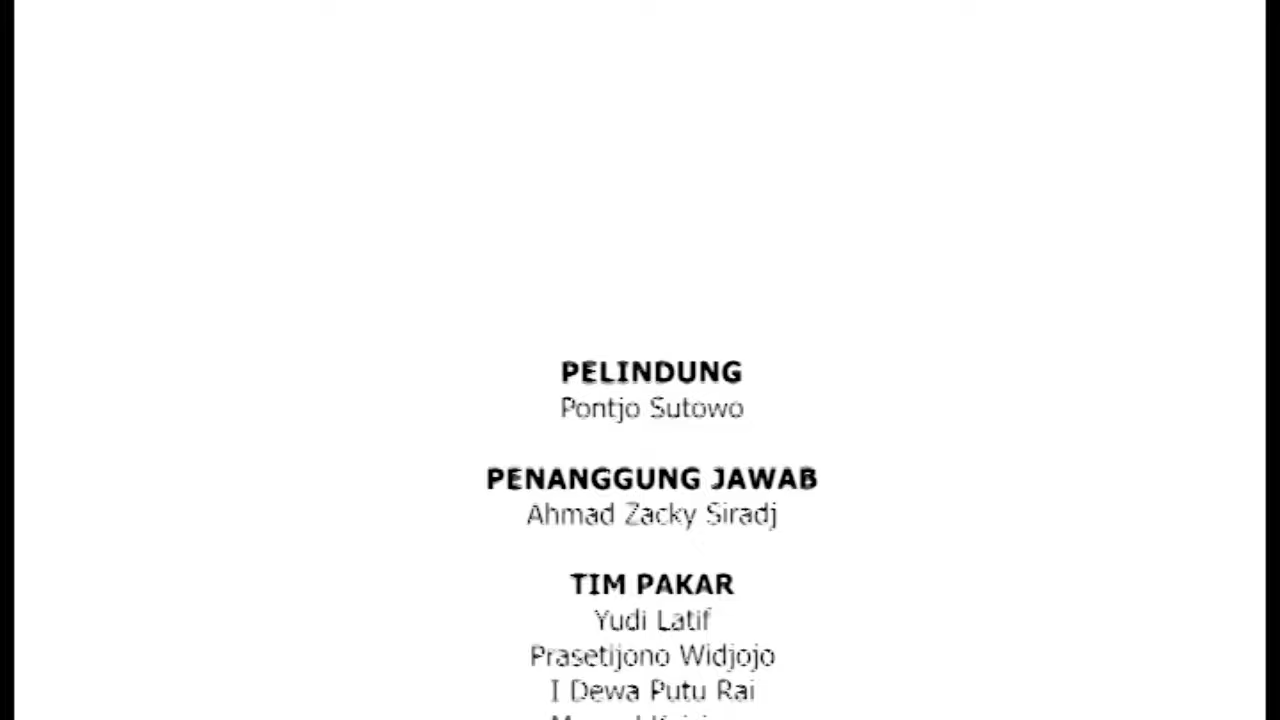 PELINDUNG
Pontjo Sutowo
PENANGGUNG JAWAB
Ahmad Zacky Siradj
TIM PAKAR
Yudi Latif
Prasetijono Widjojo
I Dewa Putu Rai